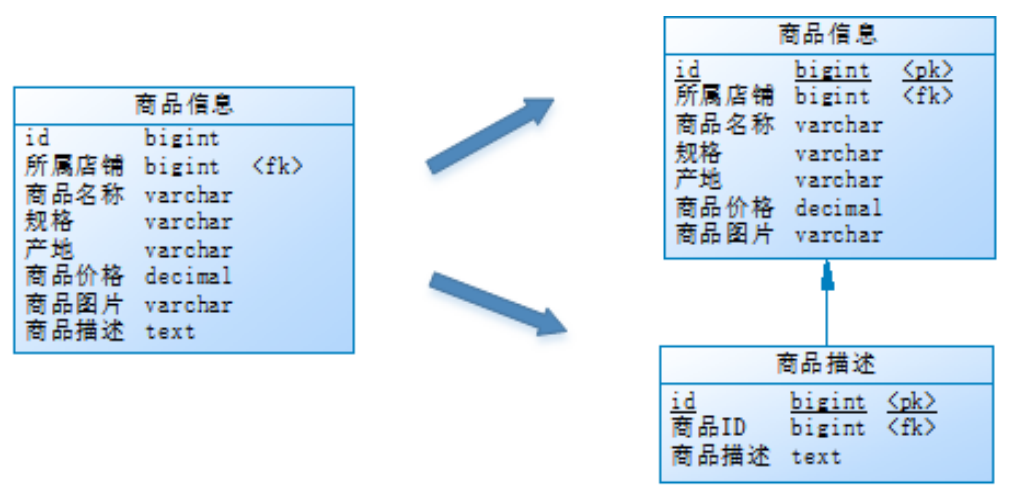 商品信息
id bigint
所属店铺 bigint <fk>
商品名称 varchar
规格 varchar
产地 varchar
商品价格 decimal
商品图片 varchar
商品描述 text
商品信息
id bigint <pk>
所属店铺 bigint <fk>
商品名称 varchar
规格 varchar
产地 varchar
商品价格 decimal
商品图片 varchar
商品描述
id bigint <pk>
商品ID bigint <fk>
商品描述 text